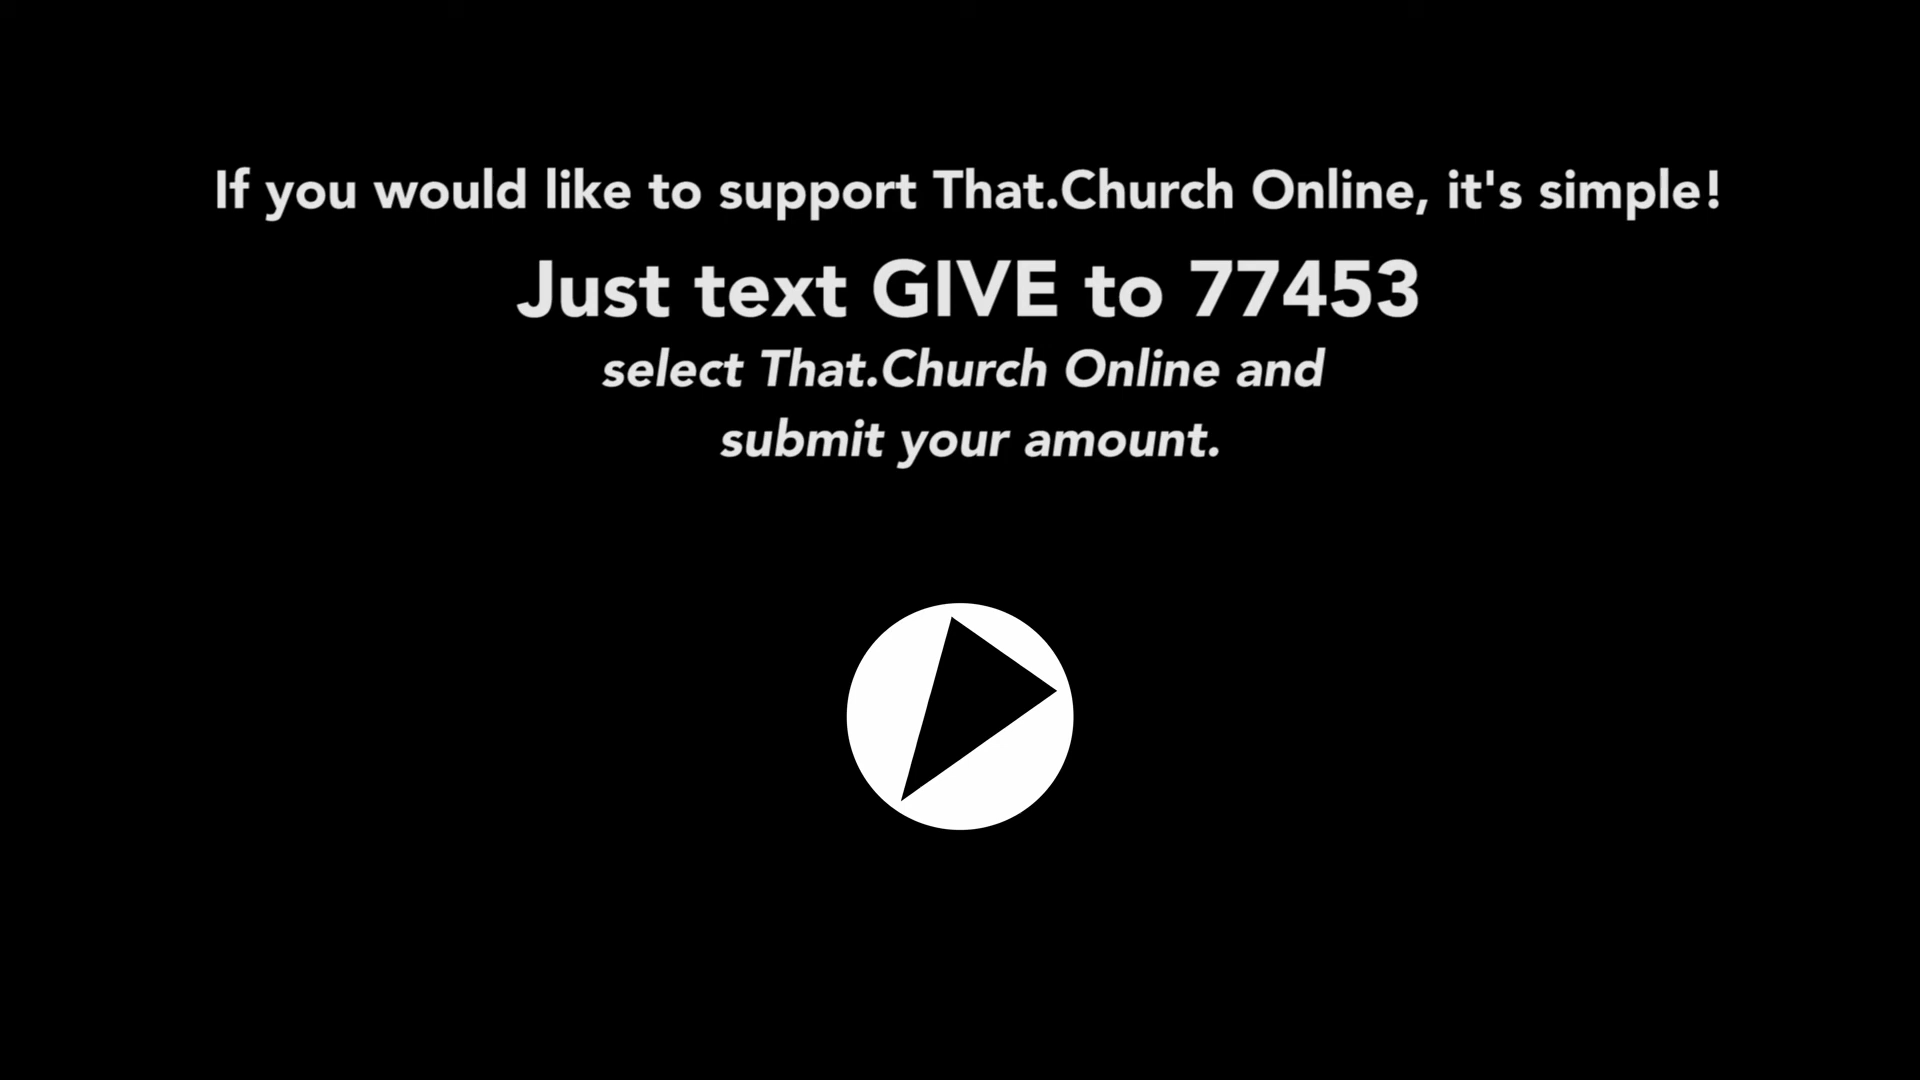 If you would like to support That.Church Online, it's simple!
Just text GIVE to 77453
select That.Church Online and
submit your amount.